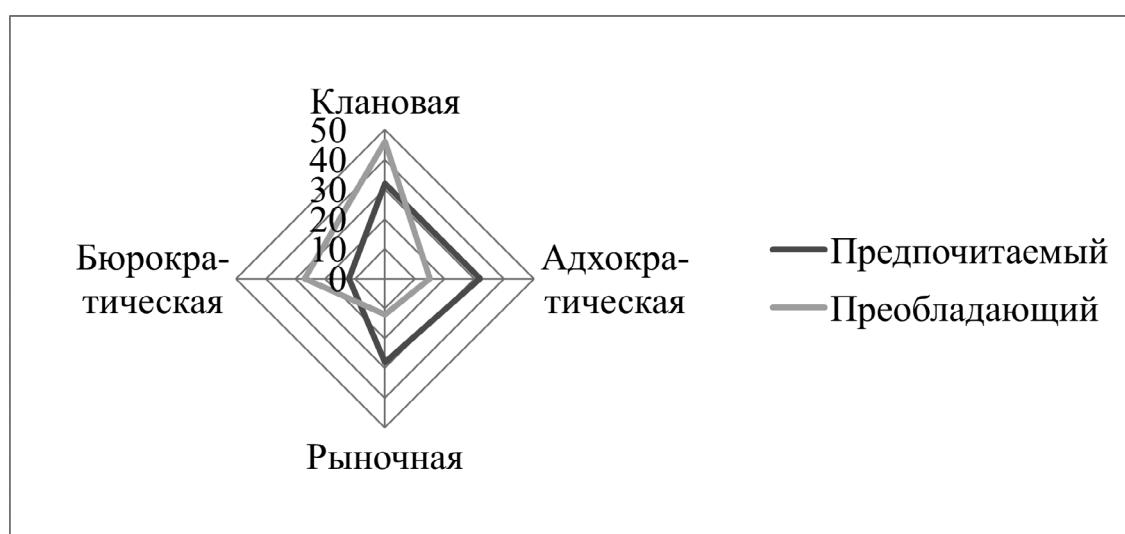 Клановая
50
40
30
20
10
0
Бюрокра-
тическая
Адхокра-
тическая
Рыночная
Предпочитаемый
Преобладающий